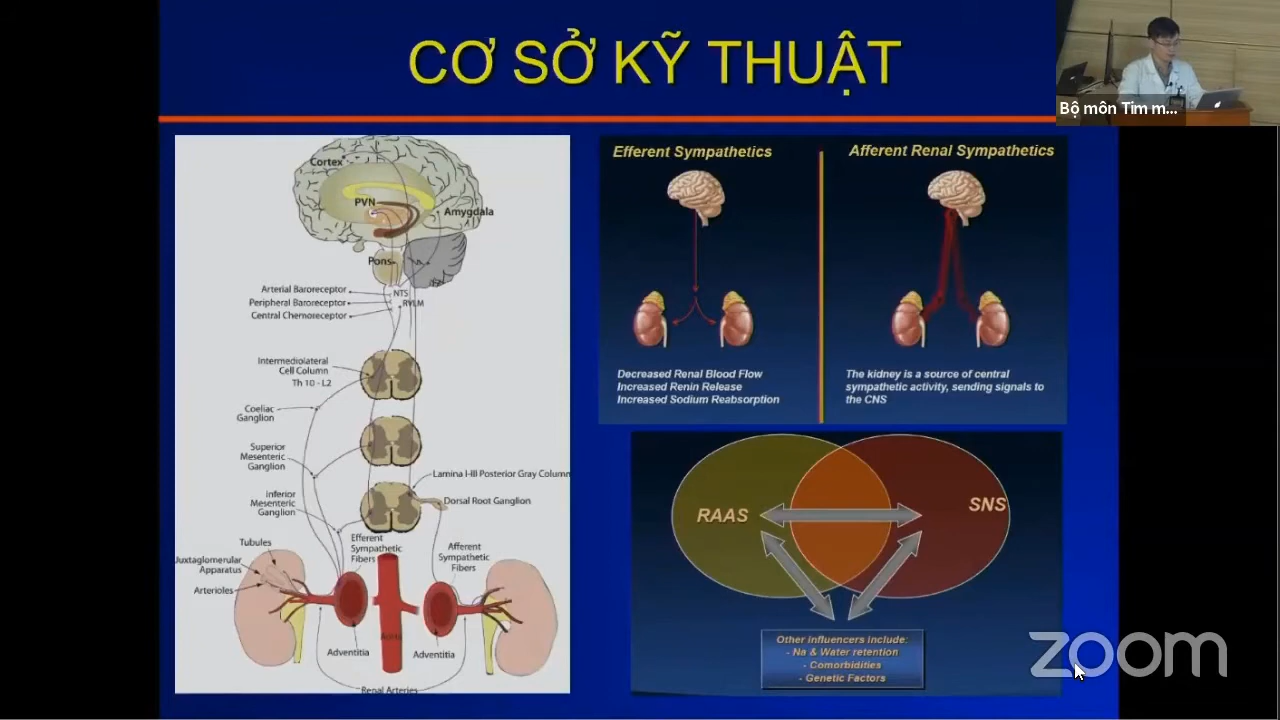 CƠ SỞ KỸ THUẬT
Bộ môn Tim m...
Cortex
PVN
Amygdala
Pons
Arterial Baroreceptor
NTS
Peripheral Baroreceptor
RVLM
Central Chemoreceptor
Intermediolateral
Cell Column
Th 10 - L2
Coeliac
Ganglion
Superior
Mesenteric
Ganglion
Lamina I-III Posterior Gray Column
Inferior
Mesenteric
Ganglion
Dorsal Root Ganglion
Tubules
Efferent
Sympathetic
Fibers
Afferent
Sympathetic
Fibers
Juxtaglomerular
Apparatus
Arterioles
Aorta
Adventitia
Adventitia
Renal Arteries
Efferent Sympathetics
Decreased Renal Blood Flow
Increased Renin Release
Increased Sodium Reabsorption
Afferent Renal Sympathetics
The kidney is a source of central
sympathetic activity, sending signals to
the CNS
RAAS
SNS
Other influencers include:
- Na & Water retention
- Comorbidities
- Genetic Factors
zoom